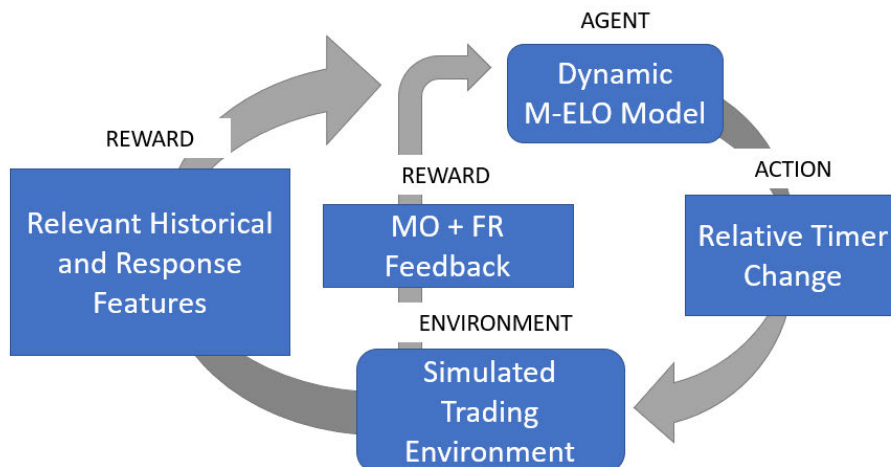 AGENT
Dynamic
M-ELO Model
REWARD
Relevant Historical
and Response
Features
REWARD
MO + FR
Feedback
ACTION
Relative Timer
Change
ENVIRONMENT
Simulated
Trading
Environment